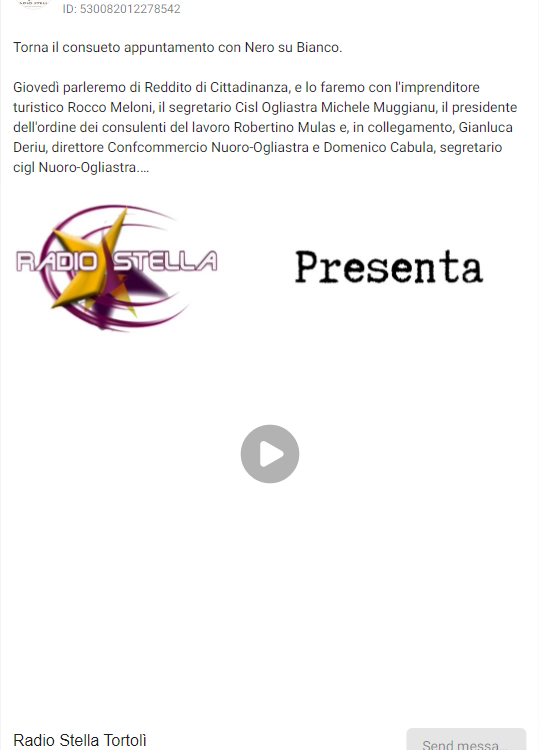 ID: 530082012278542
Torna il consueto appuntamento con Nero su Bianco.
Giovedì parleremo di Reddito di Cittadinanza, e lo faremo con l'imprenditore
turistico Rocco Meloni, il segretario Cisl Ogliastra Michele Muggianu, il presidente
dell'ordine dei consulenti del lavoro Robertino Mulas e, in collegamento, Gianluca
Deriu, direttore Confcommercio Nuoro-Ogliastra e Domenico Cabula, segretario
cigl Nuoro-Ogliastra....
RADIO STELLA
Presenta
Radio Stella Tortolì
Send messa...